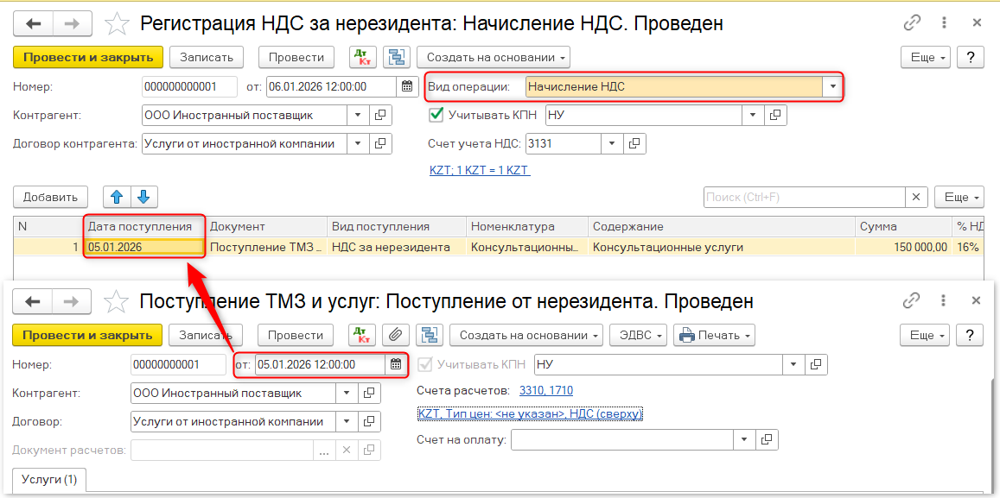 Регистрация НДС за нерезидента: Начисление НДС. Проведен
Провести и закрыть Записать Провести Дт Кт Создать на основании Еще ?
Номер: 000000000001 от: 06.01.2026 12:00:00 Вид операции: Начисление НДС
Контрагент: ООО Иностранный поставщик Учитывать КПН НУ
Договор контрагента: Услуги от иностранной компании Счет учета НДС: 3131
KZT; 1 KZT = 1 KZT
Добавить Поиск (Ctrl+F) Еще
N Дата поступления Документ Вид поступления Номенклатура Содержание Сумма % НД
1 05.01.2026 Поступление ТМЗ ... НДС за нерезидента Консультационны... Консультационные услуги 150 000,00 16%
Поступление ТМЗ и услуг: Поступление от нерезидента. Проведен
Провести и закрыть Записать Провести Дт Кт Создать на основании ЭДВС Печать Еще ?
Номер: 00000000001 от: 05.01.2026 12:00:00 Учитывать КПН НУ
Контрагент: ООО Иностранный поставщик Счета расчетов: 3310, 1710
Договор: Услуги от иностранной компании KZT, Тип цен: <не указан>, НДС (сверху)
Документ расчетов: ... Счет на оплату:
Услуги (1)